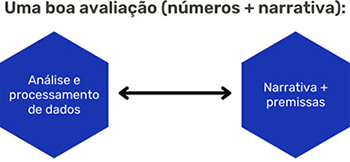 Uma boa avaliação (números + narrativa):
Análise e
processamento
de dados
Narrativa +
premissas